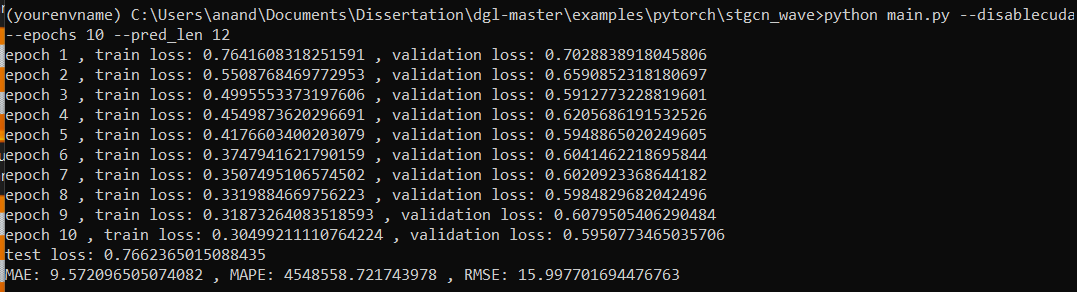 (yourenvname) C:\Users\anand\Documents\Dissertation\dgl-master\examples\pytorch\stgcn_wave>python main.py --disablecuda
--epochs 10 --pred_len 12
epoch 1 , train loss: 0.7641608318251591 , validation loss: 0.7028838918045806
epoch 2 , train loss: 0.5508768469772953 , validation loss: 0.6590852318180697
epoch 3 , train loss: 0.4995553373197606 , validation loss: 0.5912773228819601
epoch 4 , train loss: 0.4549873620296691 , validation loss: 0.6205686191532526
epoch 5 , train loss: 0.4176603400203079 , validation loss: 0.5948865020249605
epoch 6 , train loss: 0.3747941621790159 , validation loss: 0.6041462218695844
epoch 7 , train loss: 0.3507495106574502 , validation loss: 0.6020923368644182
epoch 8 , train loss: 0.3319884669756223 , validation loss: 0.5984829682042496
epoch 9 , train loss: 0.31873264083518593 , validation loss: 0.6079505406290484
epoch 10 , train loss: 0.30499211110764224 , validation loss: 0.5950773465035706
test loss: 0.7662365015088435
MAE: 9.572096505074082 , MAPE: 4548558.721743978 , RMSE: 15.997701694476763